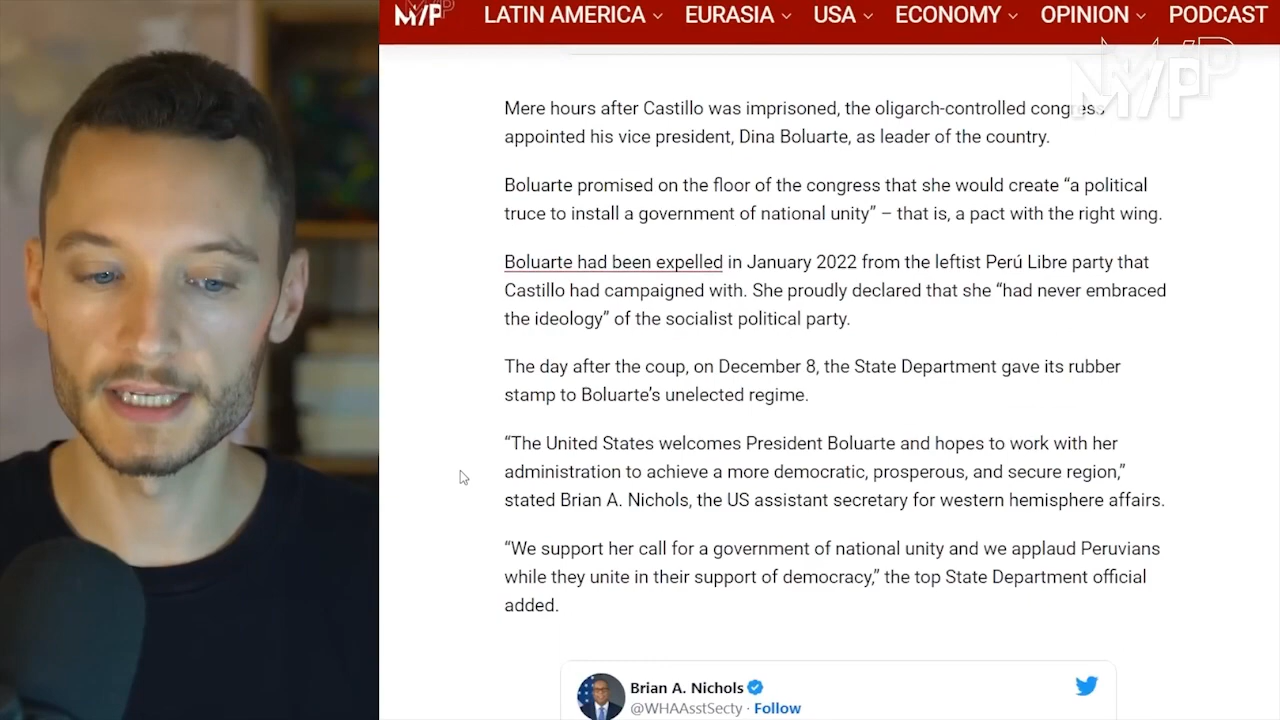 M/P LATIN AMERICA EURASIA USA ECONOMY OPINION PODCAST
M/P
Mere hours after Castillo was imprisoned, the oligarch-controlled congress
appointed his vice president, Dina Boluarte, as leader of the country.
Boluarte promised on the floor of the congress that she would create “a political
truce to install a government of national unity” – that is, a pact with the right wing.
Boluarte had been expelled in January 2022 from the leftist Perú Libre party that
Castillo had campaigned with. She proudly declared that she “had never embraced
the ideology” of the socialist political party.
The day after the coup, on December 8, the State Department gave its rubber
stamp to Boluarte’s unelected regime.
“The United States welcomes President Boluarte and hopes to work with her
administration to achieve a more democratic, prosperous, and secure region,”
stated Brian A. Nichols, the US assistant secretary for western hemisphere affairs.
“We support her call for a government of national unity and we applaud Peruvians
while they unite in their support of democracy,” the top State Department official
added.
Brian A. Nichols
@WHAAsstSecty · Follow